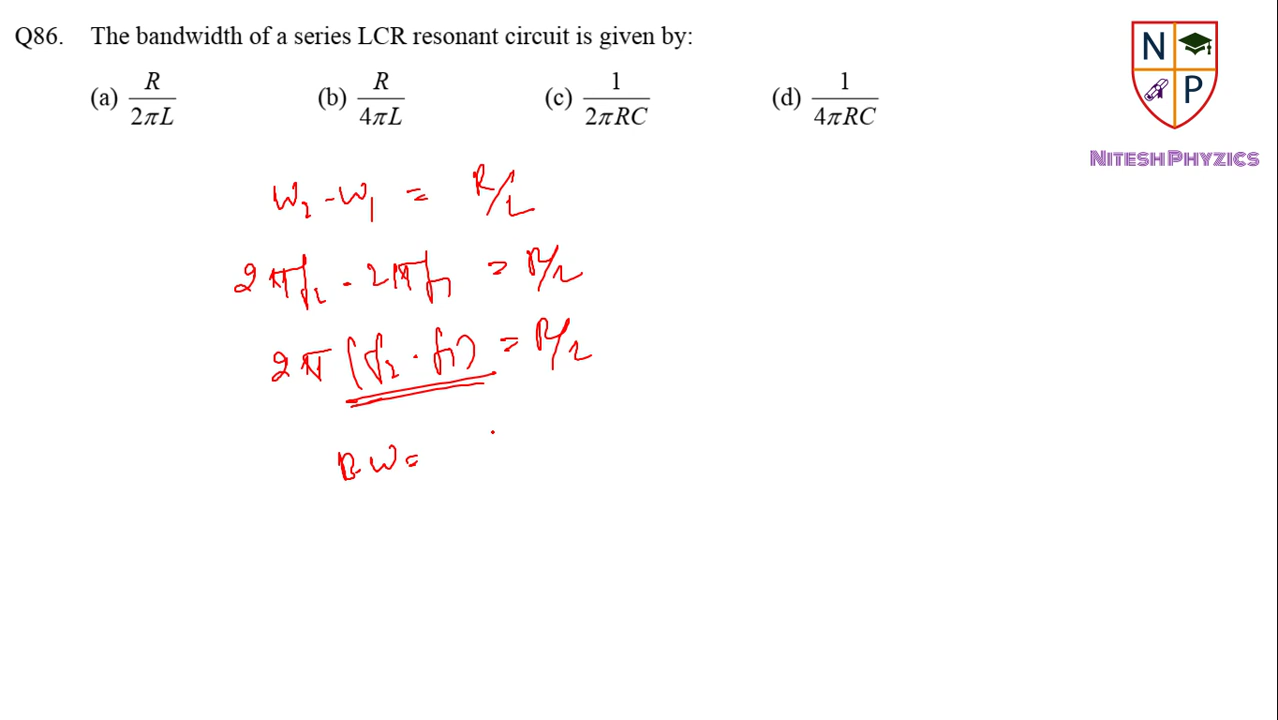 Q86. The bandwidth of a series LCR resonant circuit is given by:
(a) R/2πL (b) R/4πL (c) 1/2πRC (d) 1/4πRC
N P
NITESH PHYZICS
W₂ - W₁ = R/L
2πf₂ - 2πf₁ = R/L
2π (f₂ - f₁) = R/L
B.W =